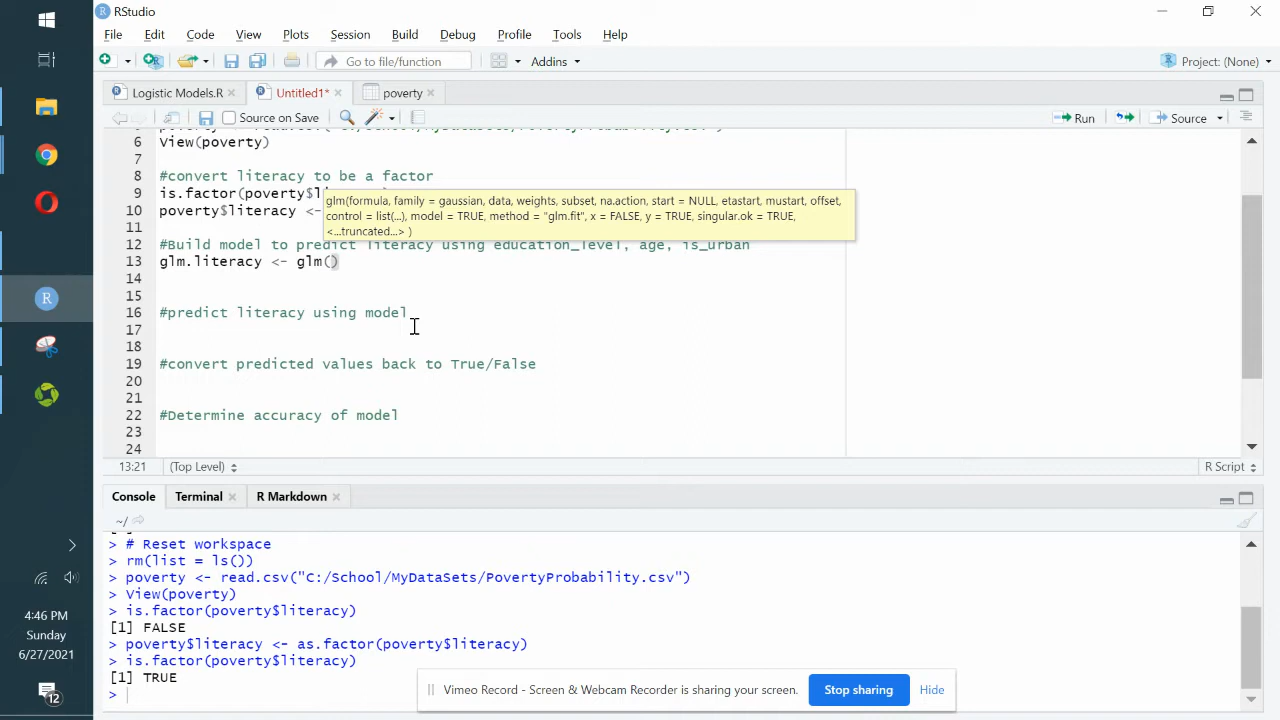 RStudio
File Edit Code View Plots Session Build Debug Profile Tools Help
Go to file/function Addins Project: (None)
Logistic Models.R Untitled1* poverty
Source on Save Run Source
6 View(poverty)
7
8 #convert literacy to be a factor
9 is.factor(poverty$l
glm(formula, family = gaussian, data, weights, subset, na.action, start = NULL, etastart, mustart, offset,
10 poverty$literacy <-
control = list(...), model = TRUE, method = "glm.fit", x = FALSE, y = TRUE, singular.ok = TRUE,
11
<...truncated...> )
12 #Build model to predict literacy using education_level, age, is_urban
13 glm.literacy <- glm()
14
15
16 #predict literacy using model
17
18
19 #convert predicted values back to True/False
20
21
22 #Determine accuracy of model
23
24
13:21 (Top Level) R Script
Console Terminal R Markdown
~/
> # Reset workspace
> rm(list = ls())
> poverty <- read.csv("C:/School/MyDataSets/PovertyProbability.csv")
> View(poverty)
> is.factor(poverty$literacy)
[1] FALSE
> poverty$literacy <- as.factor(poverty$literacy)
> is.factor(poverty$literacy)
[1] TRUE
>
Vimeo Record - Screen & Webcam Recorder is sharing your screen. Stop sharing Hide
4:46 PM
Sunday
6/27/2021
12